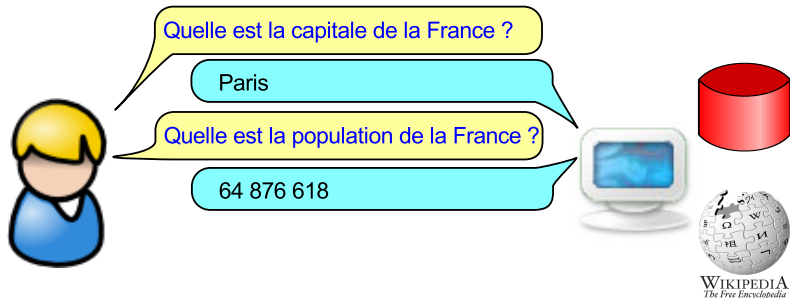 Quelle est la capitale de la France ?
Paris
Quelle est la population de la France ?
64 876 618
Ω W И 祖
WIKIPEDIA
The Free Encyclopedia